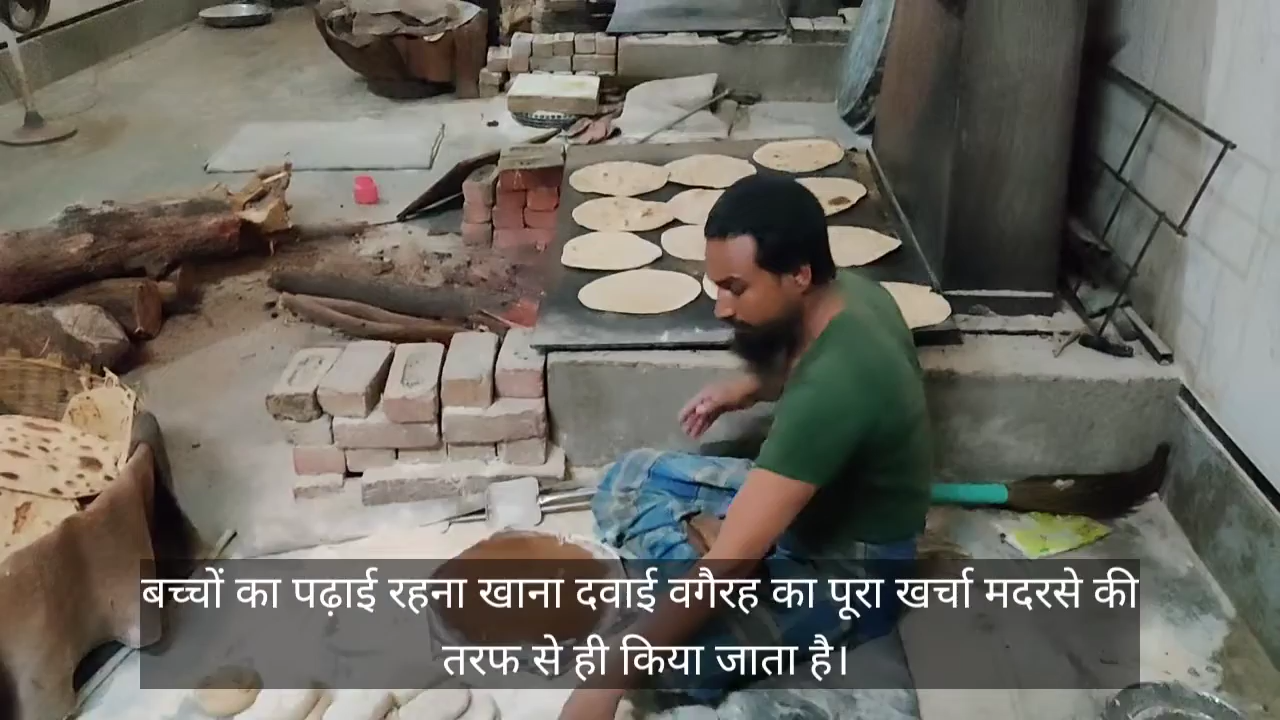 बच्चों का पढ़ाई रहना खाना दवाई वगैरह का पूरा खर्चा मदरसे की
तरफ से ही किया जाता है।